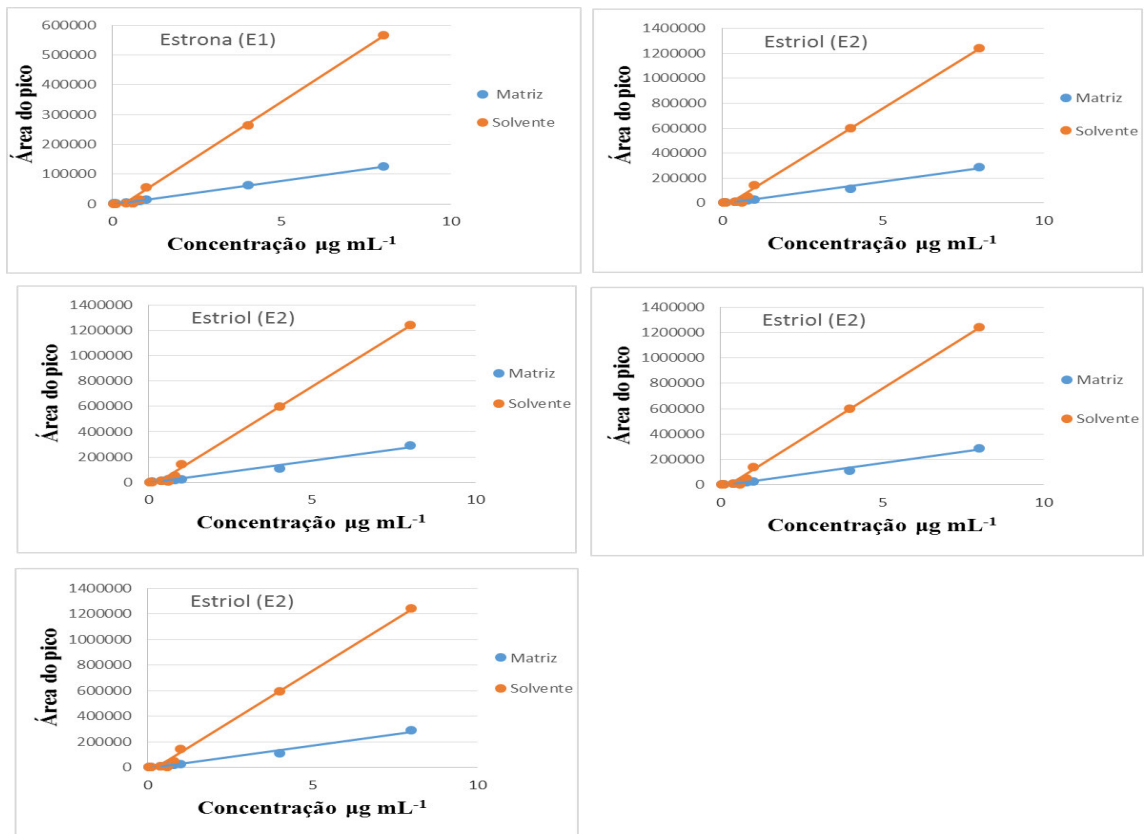 Estrona (E1)
600000
500000
400000
300000
200000
100000
0
0
5
10
Área do pico
Concentração µg mL-1
Matriz
Solvente
Estriol (E2)
1400000
1200000
1000000
800000
600000
400000
200000
0
0
5
10
Área do pico
Concentração µg mL-1
Matriz
Solvente
Estriol (E2)
1400000
1200000
1000000
800000
600000
400000
200000
0
0
5
10
Área do pico
Concentração µg mL-1
Matriz
Solvente
Estriol (E2)
1400000
1200000
1000000
800000
600000
400000
200000
0
0
5
10
Área do pico
Concentração µg mL-1
Matriz
Solvente
Estriol (E2)
1400000
1200000
1000000
800000
600000
400000
200000
0
0
5
10
Área do pico
Concentração µg mL-1
Matriz
Solvente